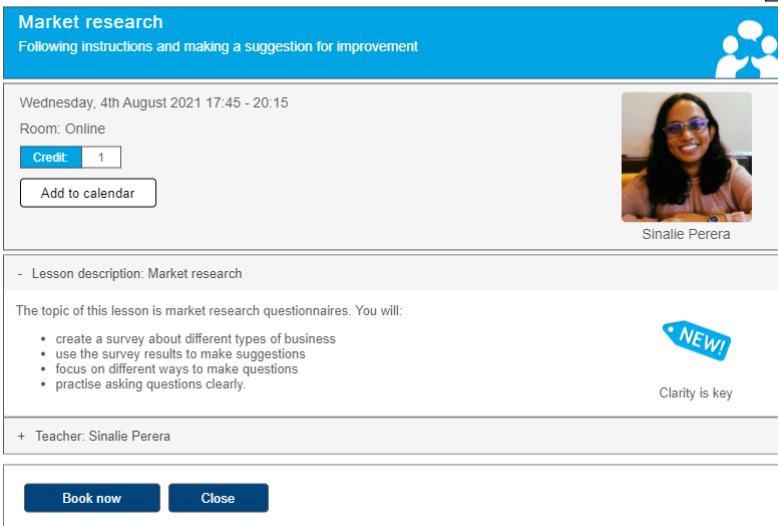 Market research
Following instructions and making a suggestion for improvement
Wednesday, 4th August 2021 17:45 - 20:15
Room: Online
Credit: 1
Add to calendar
Sinalie Perera
- Lesson description: Market research
The topic of this lesson is market research questionnaires. You will:
• create a survey about different types of business
• use the survey results to make suggestions
• focus on different ways to make questions
• practise asking questions clearly.
NEW!
Clarity is key
+ Teacher: Sinalie Perera
Book now Close